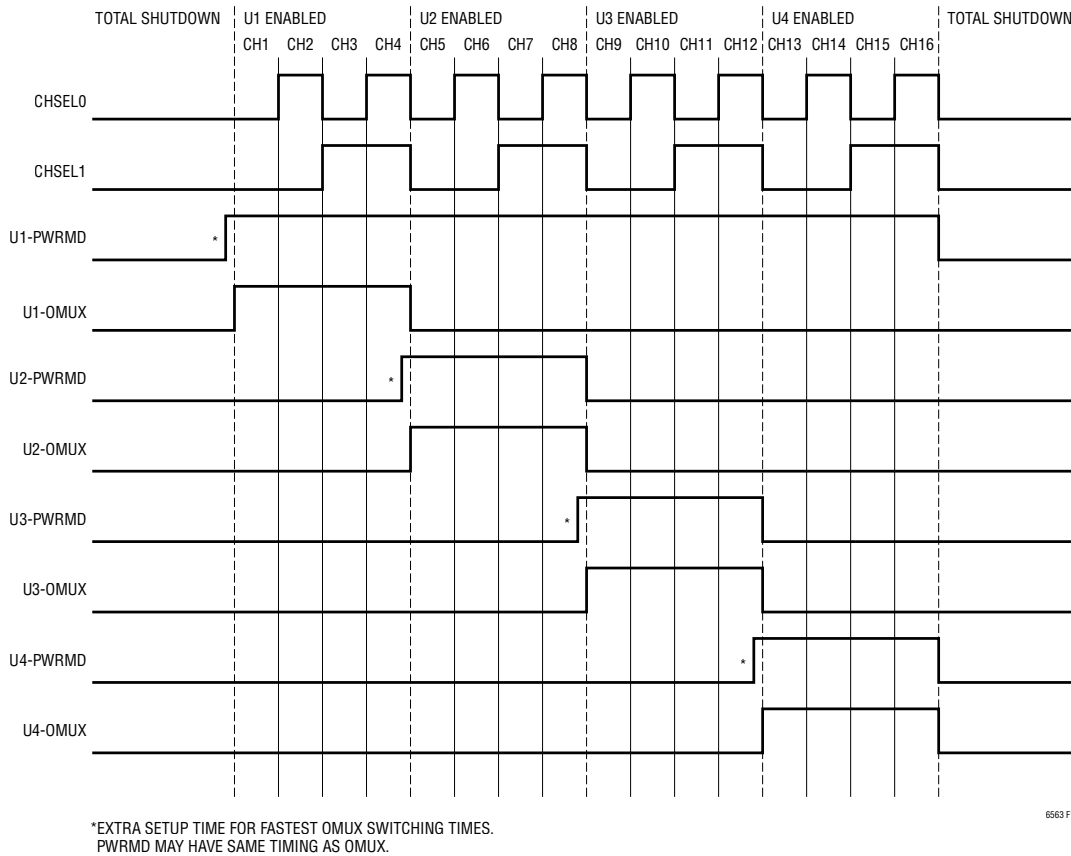 TOTAL SHUTDOWN U1 ENABLED U2 ENABLED U3 ENABLED U4 ENABLED TOTAL SHUTDOWN
CH1 CH2 CH3 CH4 CH5 CH6 CH7 CH8 CH9 CH10 CH11 CH12 CH13 CH14 CH15 CH16
CHSEL0
CHSEL1
U1-PWRMD *
U1-OMUX
U2-PWRMD *
U2-OMUX
U3-PWRMD *
U3-OMUX
U4-PWRMD *
U4-OMUX
6563 F
*EXTRA SETUP TIME FOR FASTEST OMUX SWITCHING TIMES.
PWRMD MAY HAVE SAME TIMING AS OMUX.